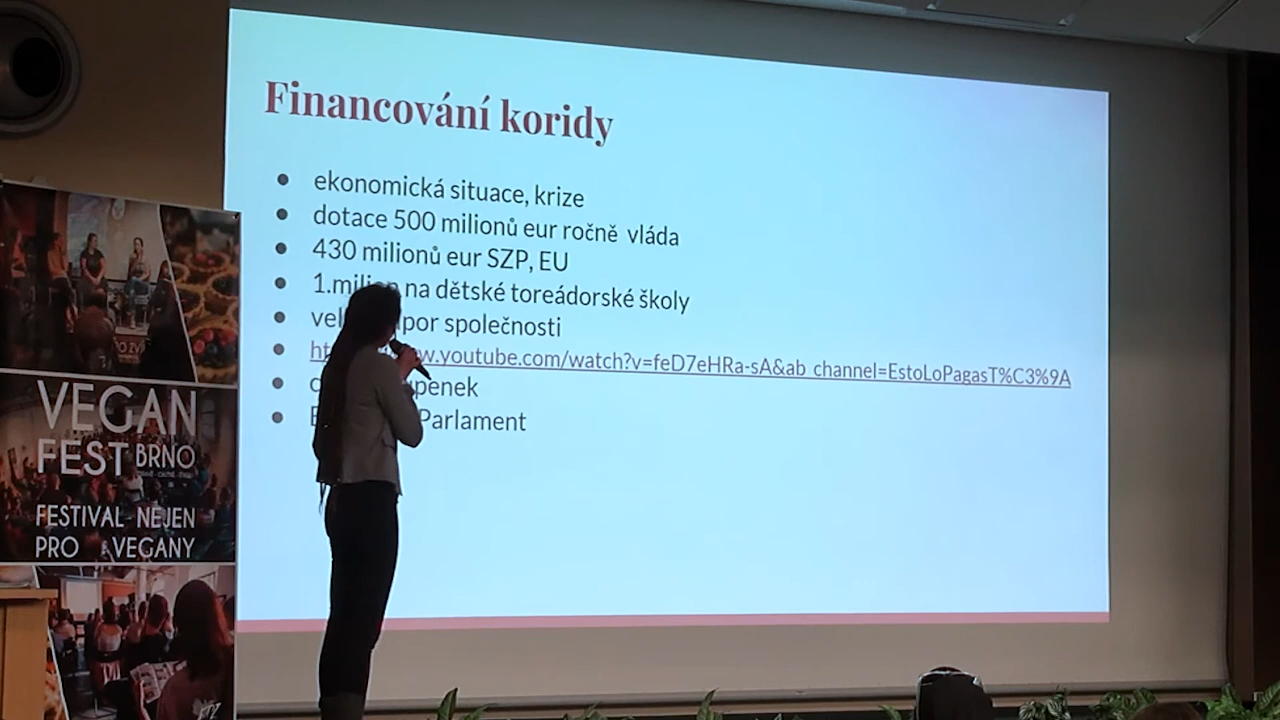 Financování koridy
ekonomická situace, krize
dotace 500 milionů eur ročně vláda
430 milionů eur SZP, EU
na dětské toreádorské školy
společnosti
w.youtube.com/watch?v=feD7eHRa-sA&ab_channel=EstoLoPagasT%C3%9A
Parlament
VEGAN
FEST BRNO
FESTIVAL NEJEN
PRO VEGANY